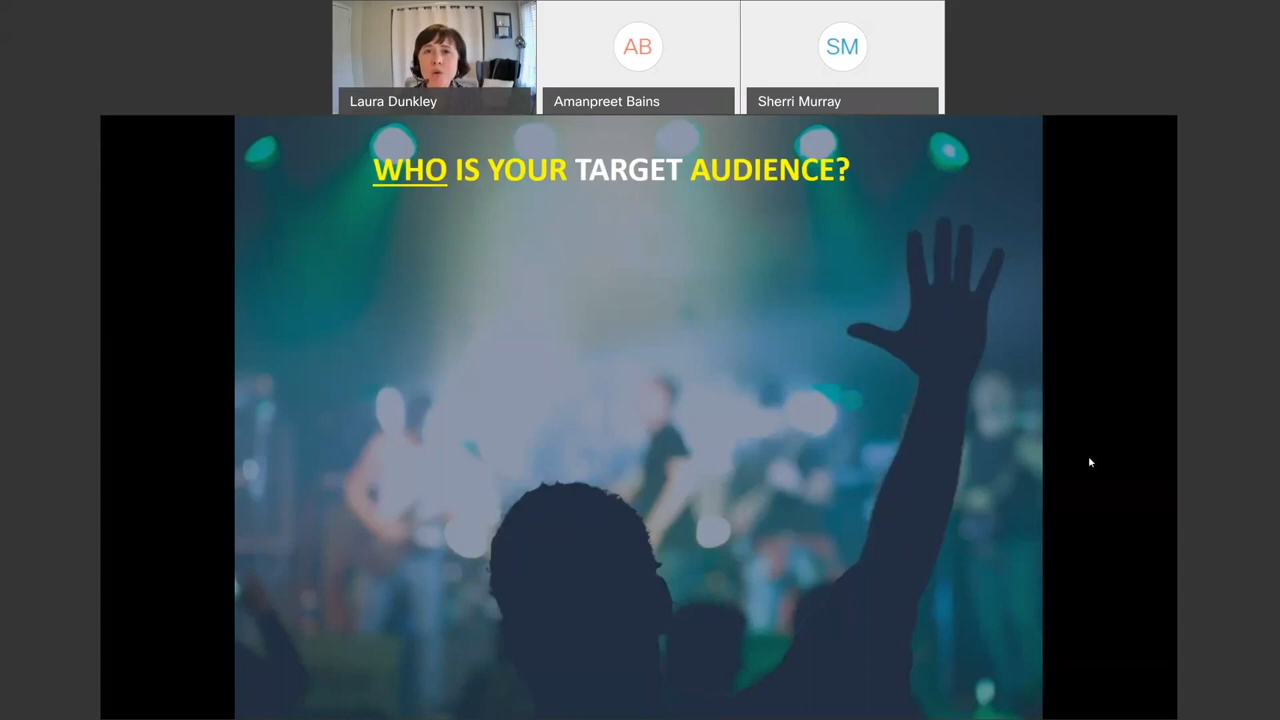 Laura Dunkley
AB
Amanpreet Bains
SM
Sherri Murray
WHO IS YOUR TARGET AUDIENCE?